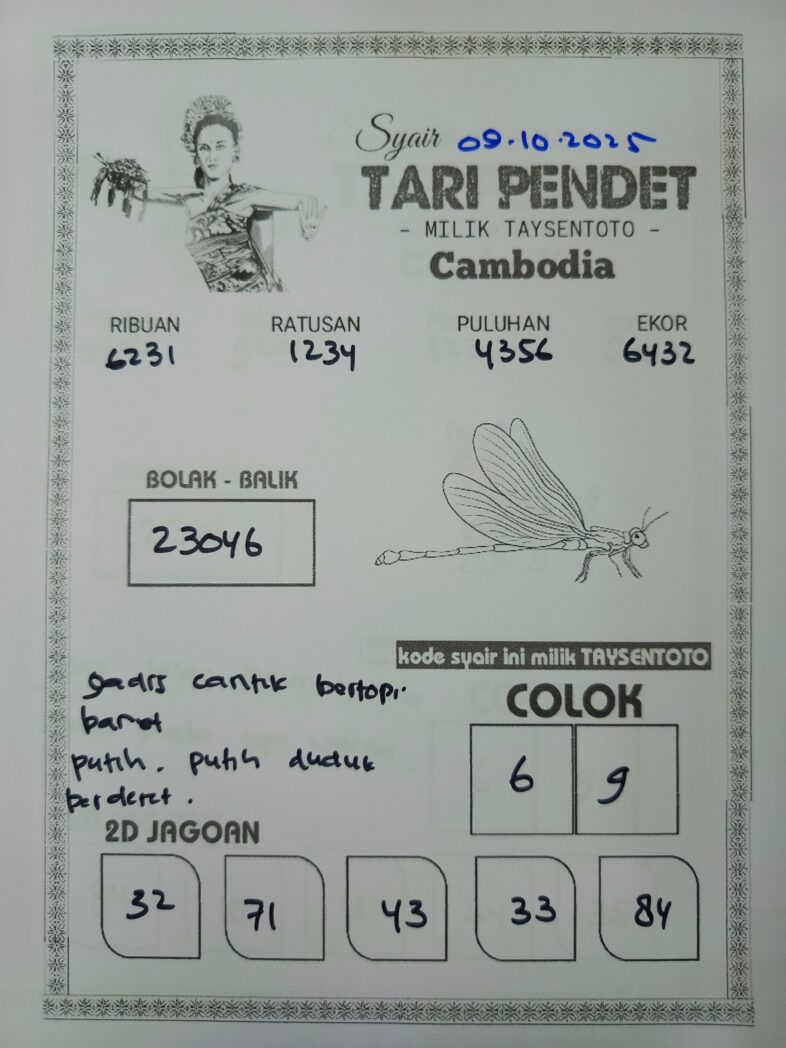 Syair 09.10.2025
TARI PENDET
- MILIK TAYSENTOTO -
Cambodia
RIBUAN RATUSAN PULUHAN EKOR
6231 1234 4356 6432
BOLAK - BALIK
23046
kode syair ini milik TAYSENTOTO
gadis cantik bertopi
baret
putih. putih duduk
berderet.
COLOK
6 9
2D JAGOAN
32 71 43 33 84